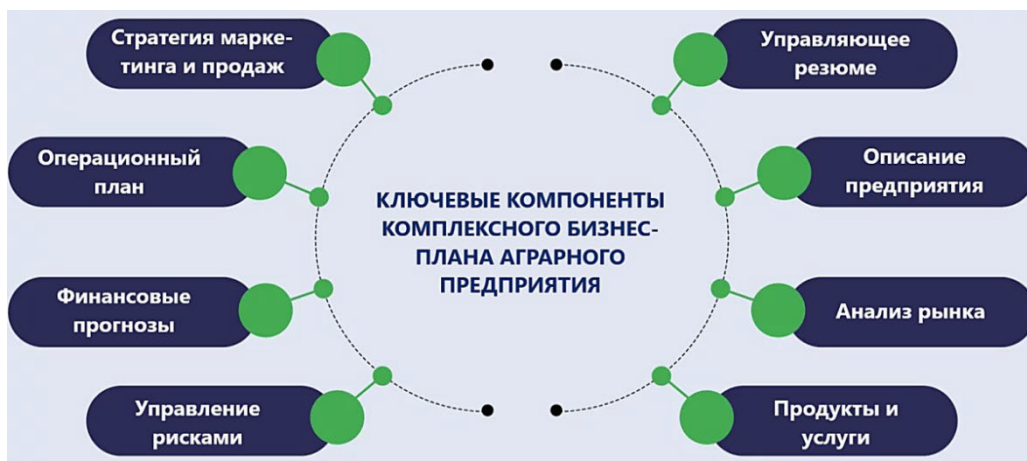 Стратегия марке-
тинга и продаж
Управляющее
резюме
Операционный
план
Описание
предприятия
КЛЮЧЕВЫЕ КОМПОНЕНТЫ
КОМПЛЕКСНОГО БИЗНЕС-
ПЛАНА АГРАРНОГО
ПРЕДПРИЯТИЯ
Финансовые
прогнозы
Анализ рынка
Управление
рисками
Продукты и
услуги